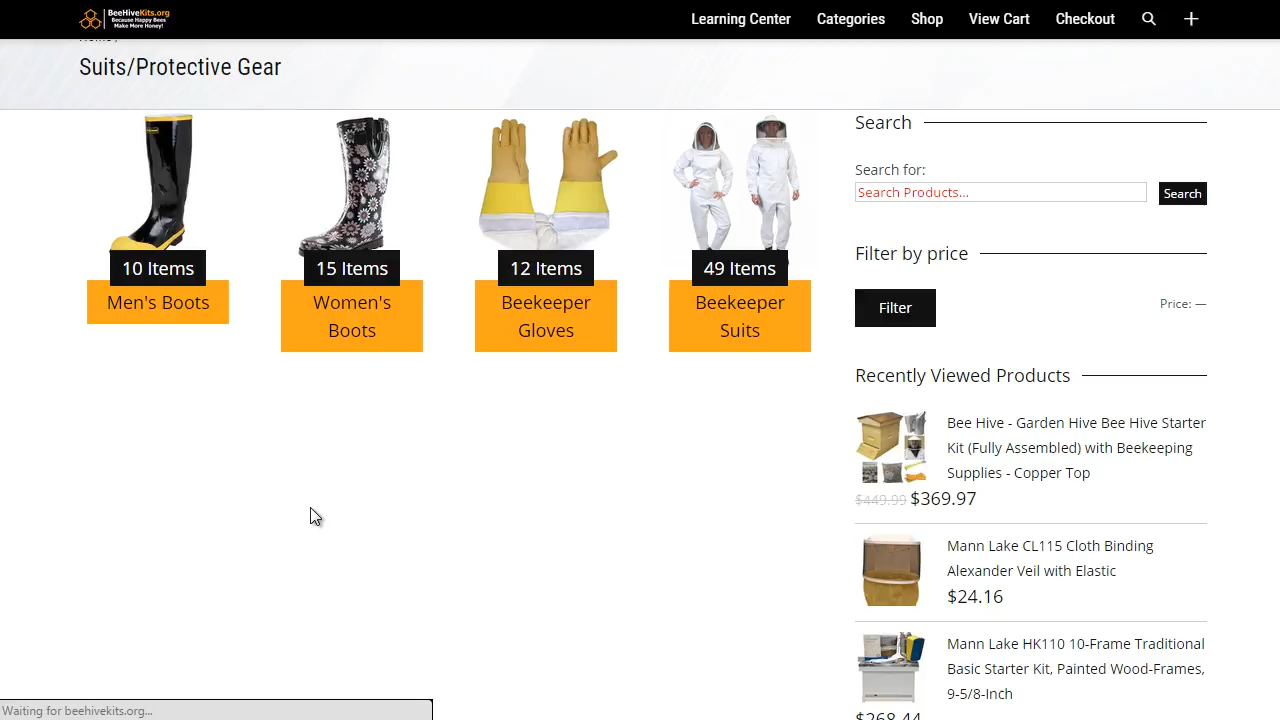 BeeHiveKits.org
Because Happy Bees
Make More Honey!
Learning Center
Categories
Shop
View Cart
Checkout
Suits/Protective Gear
10 Items
Men's Boots
15 Items
Women's
Boots
12 Items
Beekeeper
Gloves
49 Items
Beekeeper
Suits
Search
Search for:
Search Products...
Search
Filter by price
Filter
Price: —
Recently Viewed Products
Bee Hive - Garden Hive Bee Hive Starter
Kit (Fully Assembled) with Beekeeping
Supplies - Copper Top
$449.99 $369.97
Mann Lake CL115 Cloth Binding
Alexander Veil with Elastic
$24.16
Mann Lake HK110 10-Frame Traditional
Basic Starter Kit, Painted Wood-Frames,
9-5/8-Inch
$268.44
Waiting for beehivekits.org...